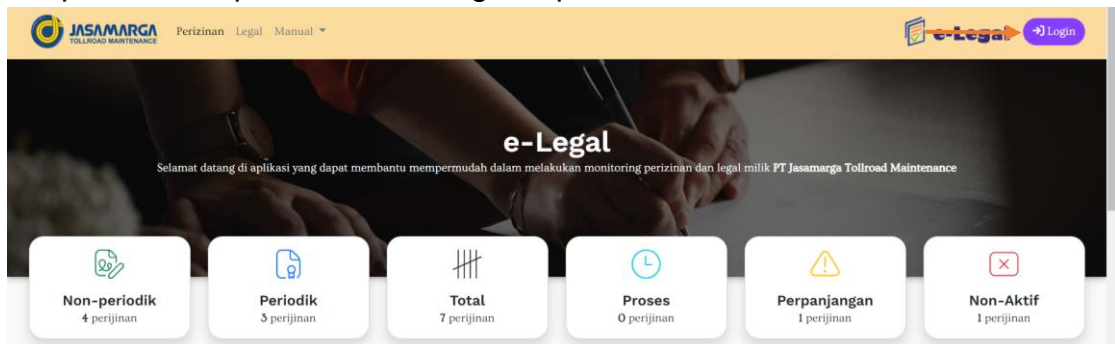 JASAMARGA
TOLLROAD MAINTENANCE
Perizinan Legal Manual
e-Legal
Login
e-Legal
Selamat datang di aplikasi yang dapat membantu mempermudah dalam melakukan monitoring perizinan dan legal milik PT Jasamarga Tollroad Maintenance
Non-periodik
4 perijinan
Periodik
3 perijinan
Total
7 perijinan
Proses
0 perijinan
Perpanjangan
1 perijinan
Non-Aktif
1 perijinan